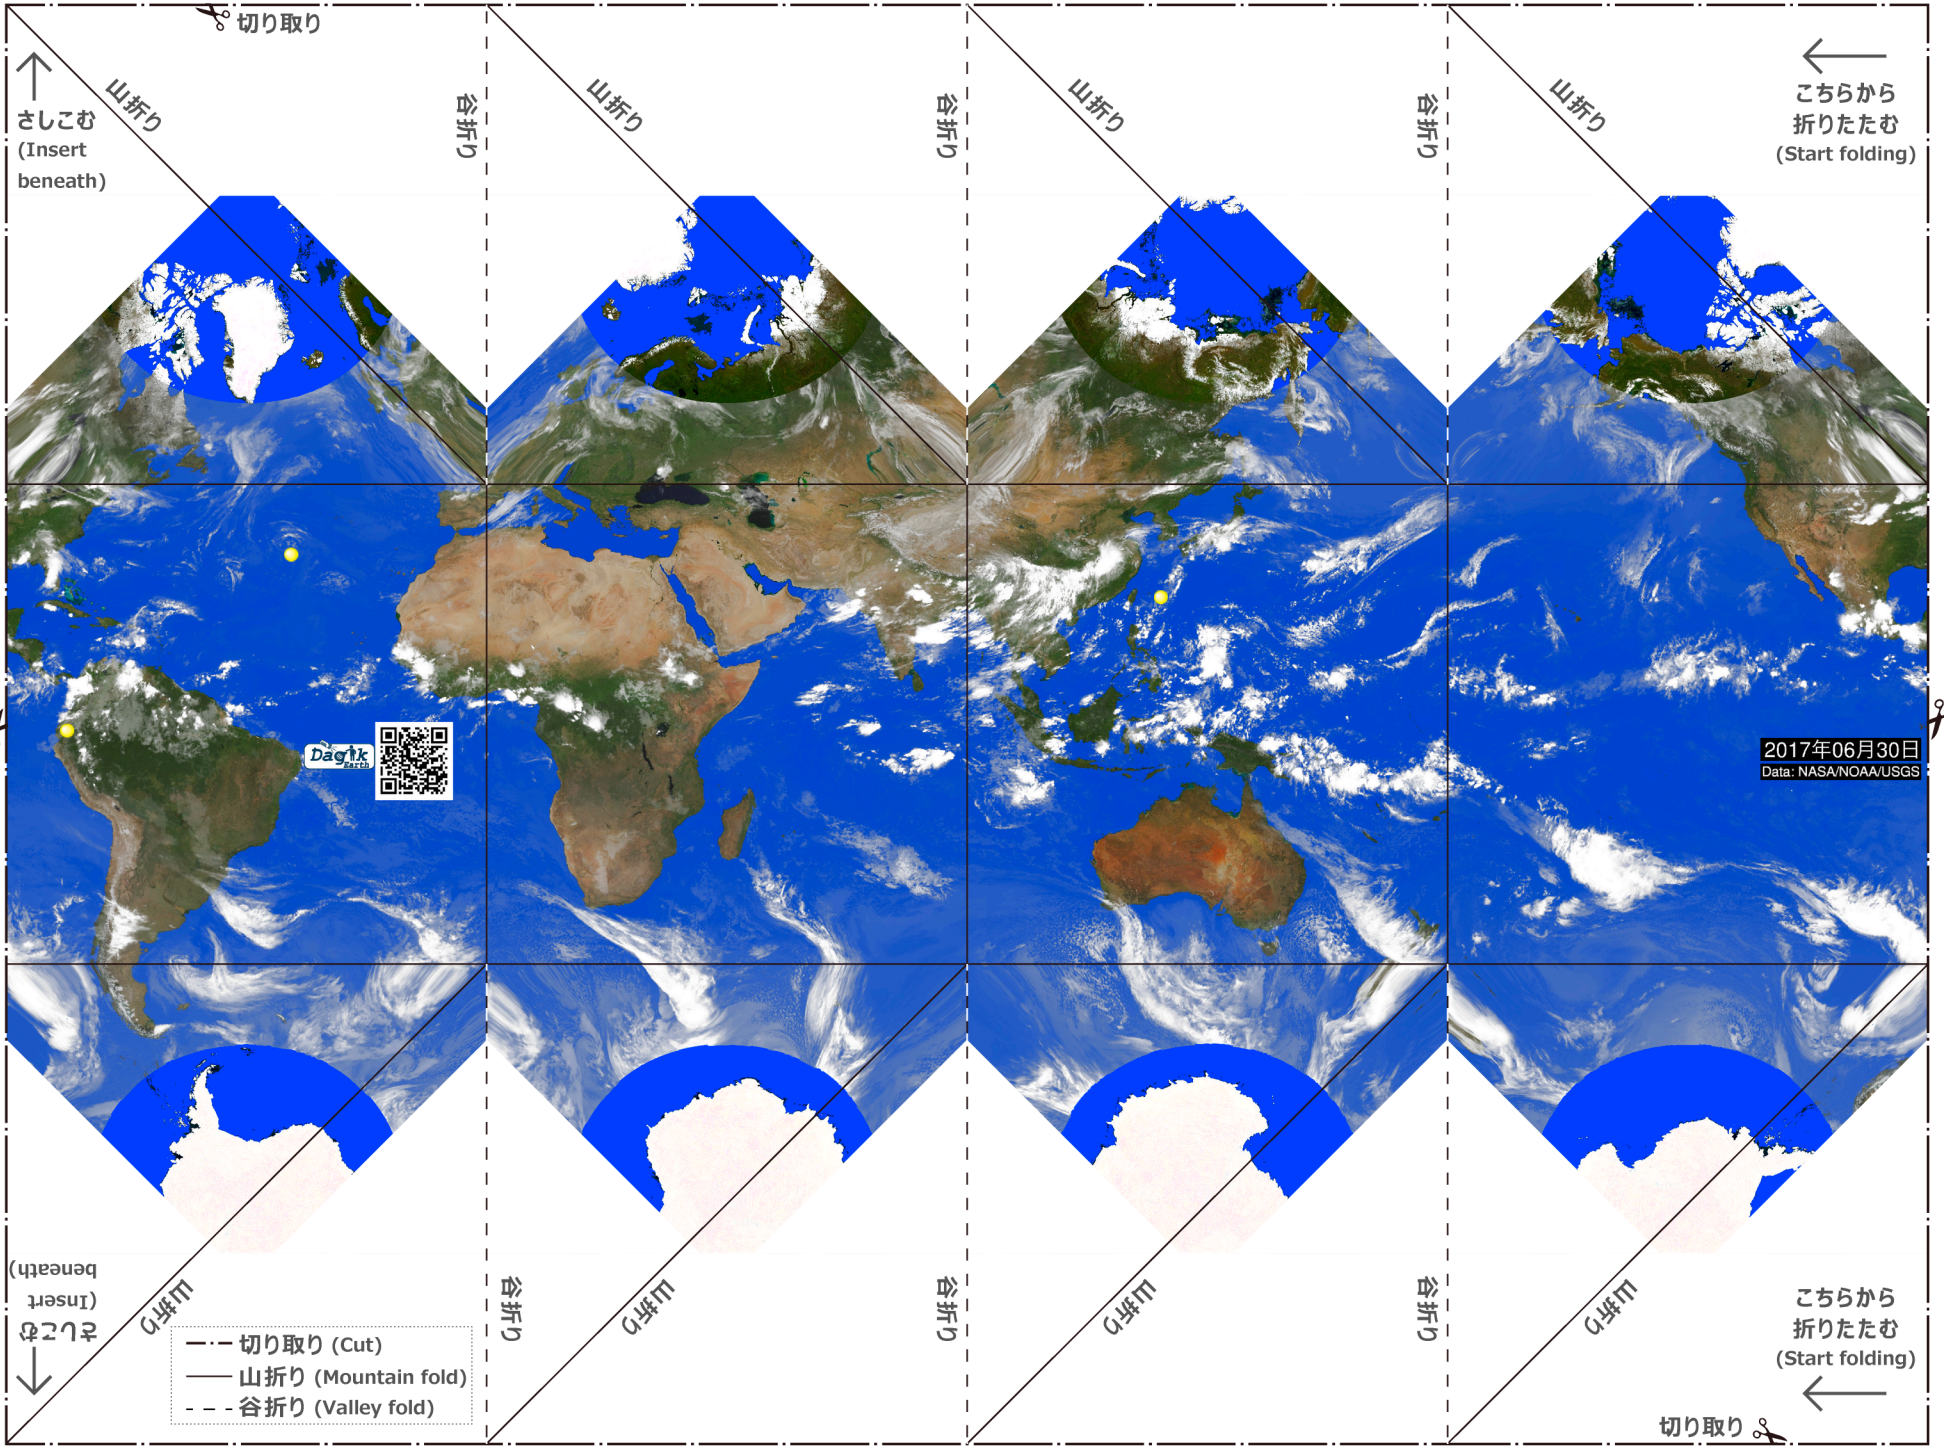 切り取り
山折り
谷折り
山折り
谷折り
山折り
谷折り
山折り
こちらから
折りたたむ
(Start folding)
さしこむ
(Insert
beneath)
Dagik
Earth
2017年06月30日
Data: NASA/NOAA/USGS
さしこむ
(Insert
beneath)
山折り
谷折り
山折り
谷折り
山折り
谷折り
山折り
こちらから
折りたたむ
(Start folding)
切り取り (Cut)
山折り (Mountain fold)
谷折り (Valley fold)
切り取り